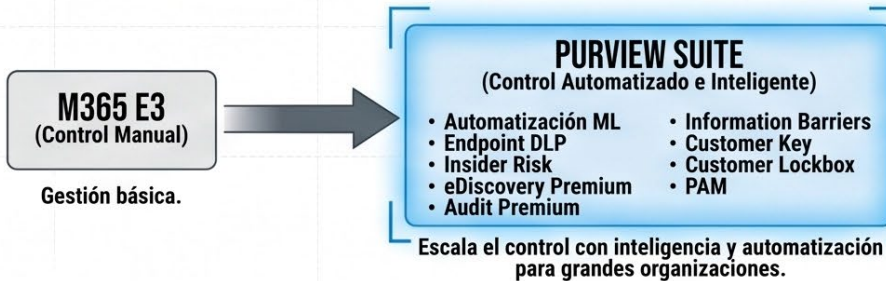 M365 E3
(Control Manual)
Gestión básica.
PURVIEW SUITE
(Control Automatizado e Inteligente)
• Automatización ML
• Endpoint DLP
• Insider Risk
• eDiscovery Premium
• Audit Premium
• Information Barriers
• Customer Key
• Customer Lockbox
• PAM
Escala el control con inteligencia y automatización
para grandes organizaciones.